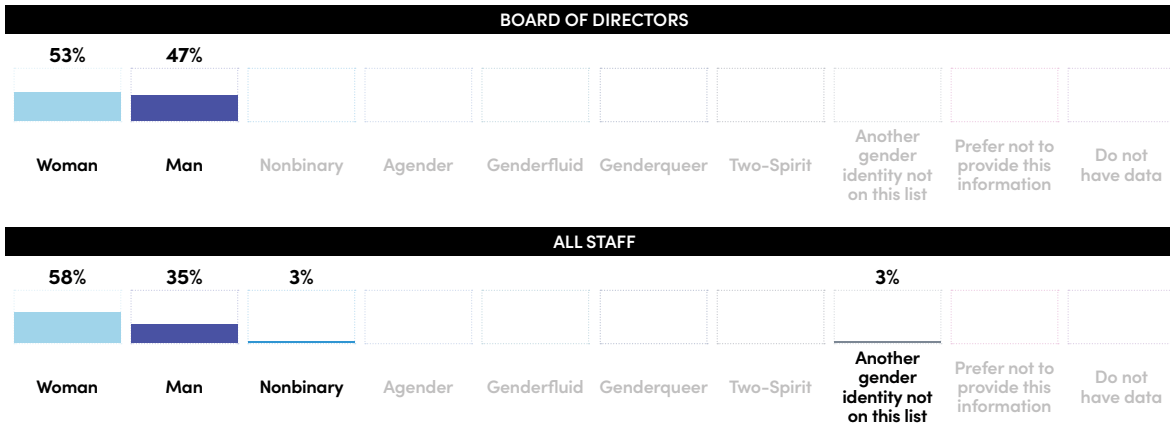 BOARD OF DIRECTORS
53% 47%
Woman Man Nonbinary Agender Genderfluid Genderqueer Two-Spirit Another gender identity not on this list Prefer not to provide this information Do not have data
ALL STAFF
58% 35% 3% 3%
Woman Man Nonbinary Agender Genderfluid Genderqueer Two-Spirit Another gender identity not on this list Prefer not to provide this information Do not have data